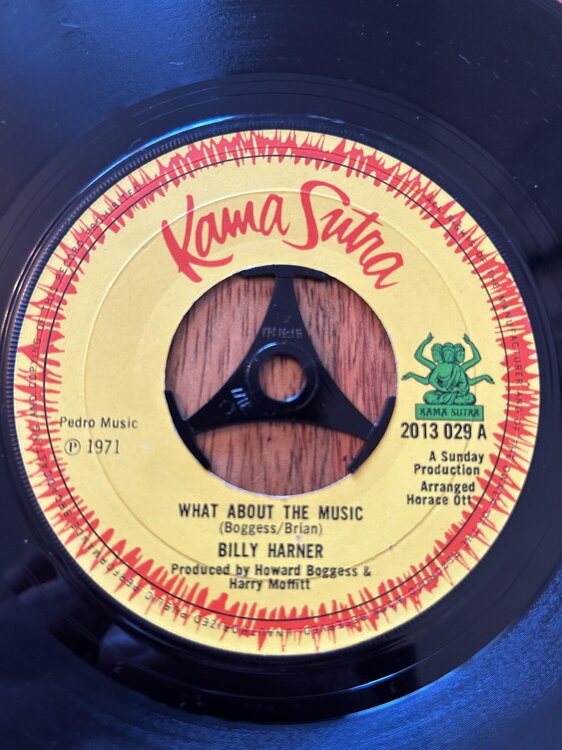 Kama Sutra
KAMA SUTRA
2013 029 A
Pedro Music
℗ 1971
A Sunday
Production
Arranged
Horace Ott
WHAT ABOUT THE MUSIC
(Boggess/Brian)
BILLY HARNER
Produced by Howard Boggess &
Harry Moffitt